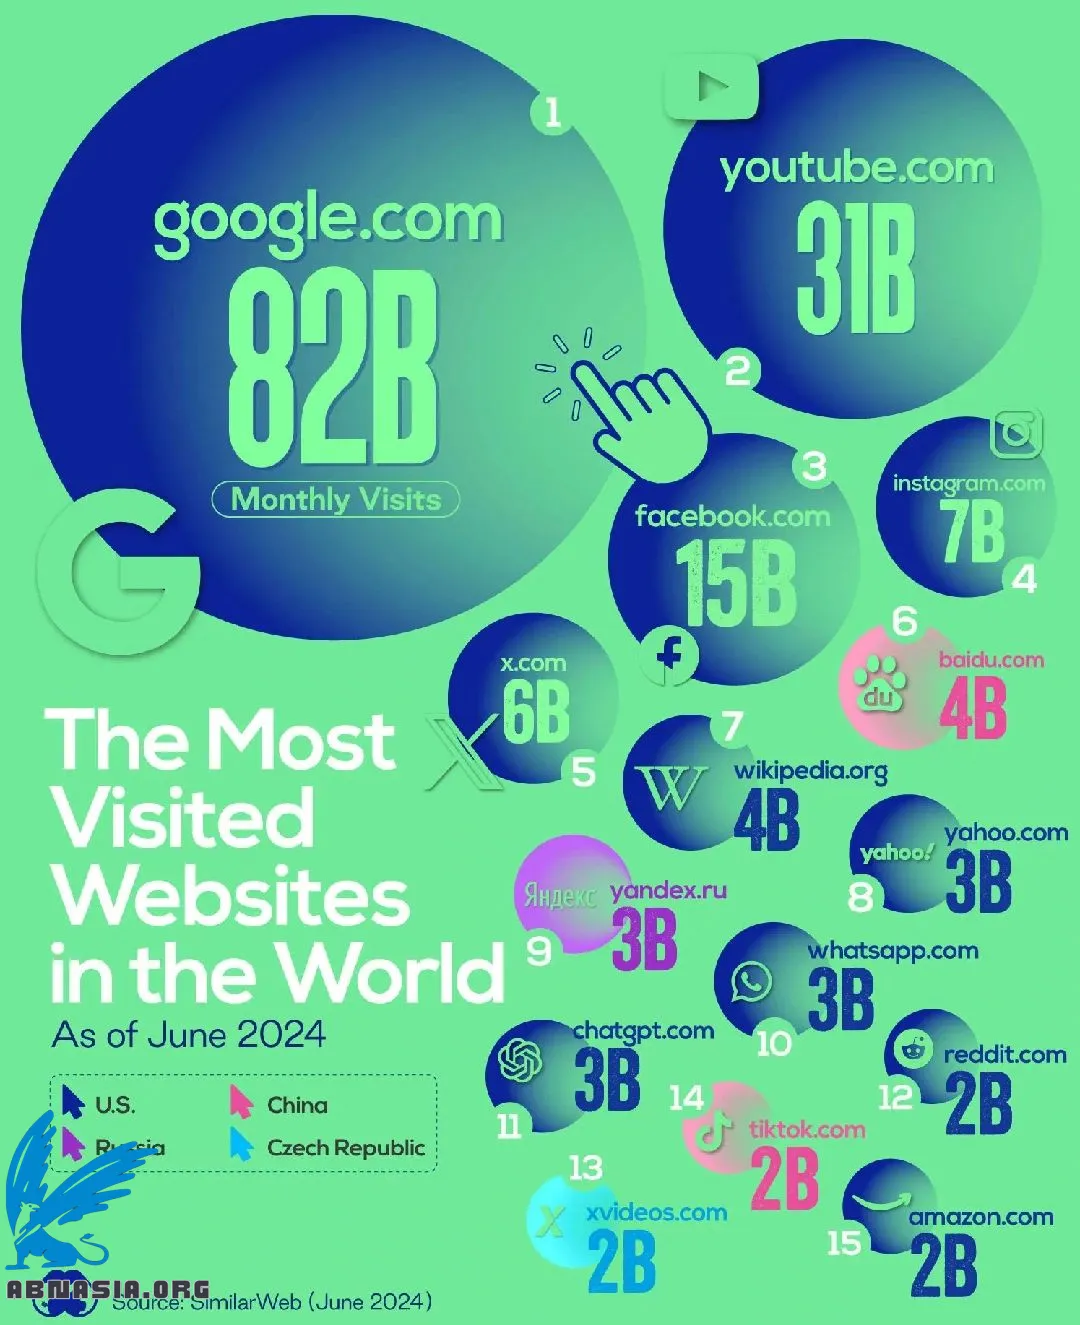 1
google.com
82B
Monthly Visits
youtube.com
31B
2
3
facebook.com
15B
instagram.com
7B
4
x.com
6B
5
6
du
baidu.com
4B
7
W
wikipedia.org
4B
yahoo!
yahoo.com
3B
8
Яндекс
yandex.ru
3B
9
whatsapp.com
3B
10
chatgpt.com
3B
11
reddit.com
2B
12
13
X
xvideos.com
2B
14
tiktok.com
2B
amazon.com
2B
15
The Most
Visited
Websites
in the World
As of June 2024
U.S.
China
Russia
Czech Republic
ABNASIA.ORG
Source: SimilarWeb (June 2024)